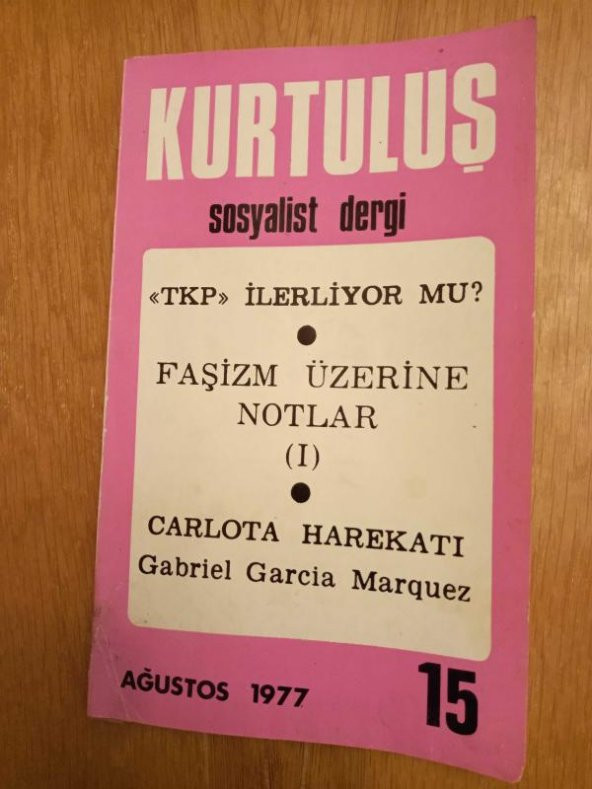 KURTULUŞ
sosyalist dergi
«TKP» İLERLİYOR MU?
●
FAŞİZM ÜZERİNE
NOTLAR
(I)
●
CARLOTA HAREKATI
Gabriel Garcia Marquez
AĞUSTOS 1977
15